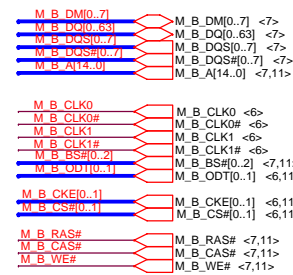 M_B_DM[0..7] M_B_DM[0..7] <7>
M_B_DQ[0..63] M_B_DQ[0..63] <7>
M_B_DQS[0..7] M_B_DQS[0..7] <7>
M_B_DQS#[0..7] M_B_DQS#[0..7] <7>
M_B_A[14..0] M_B_A[14..0] <7,11>
M_B_CLK0 M_B_CLK0 <6>
M_B_CLK0# M_B_CLK0# <6>
M_B_CLK1 M_B_CLK1 <6>
M_B_CLK1# M_B_CLK1# <6>
M_B_BS#[0..2] M_B_BS#[0..2] <7,11
M_B_ODT[0..1] M_B_ODT[0..1] <6,11
M_B_CKE[0..1] M_B_CKE[0..1] <6,11
M_B_CS#[0..1] M_B_CS#[0..1] <6,11
M_B_RAS# M_B_RAS# <7,11>
M_B_CAS# M_B_CAS# <7,11>
M_B_WE# M_B_WE# <7,11>